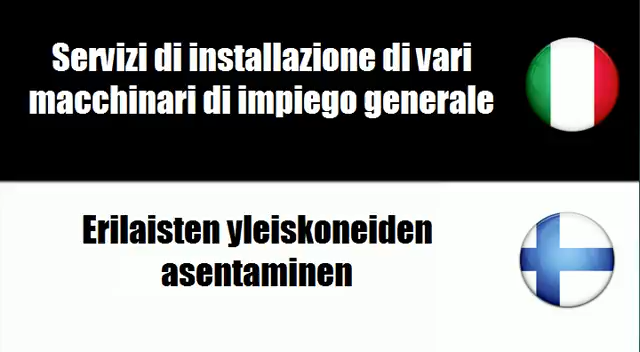 Servizi di installazione di vari
macchinari di impiego generale
Erilaisten yleiskoneiden
asentaminen